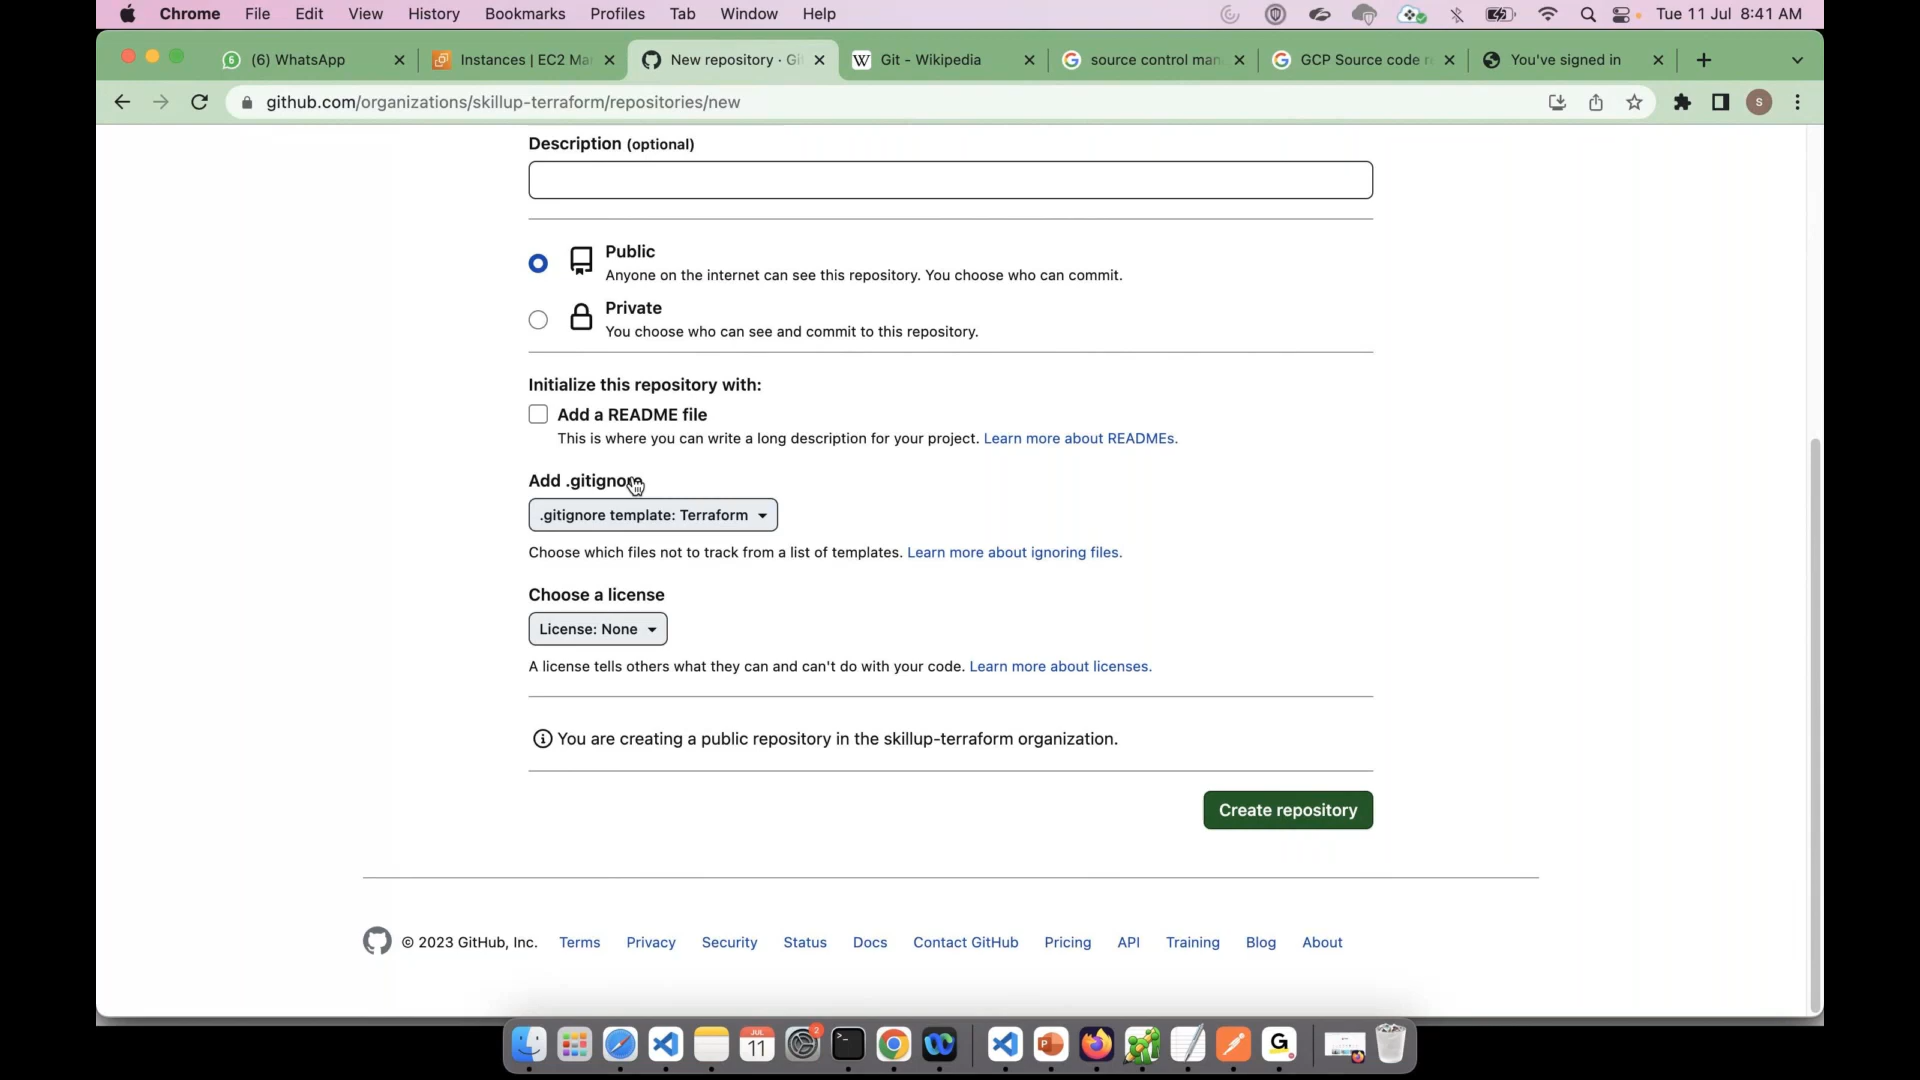 Chrome File Edit View History Bookmarks Profiles Tab Window Help Tue 11 Jul 8:41 AM
(6) WhatsApp Instances | EC2 Ma New repository · Gi Git - Wikipedia source control man GCP Source code r You've signed in
github.com/organizations/skillup-terraform/repositories/new S
Description (optional)
Public
Anyone on the internet can see this repository. You choose who can commit.
Private
You choose who can see and commit to this repository.
Initialize this repository with:
Add a README file
This is where you can write a long description for your project. Learn more about READMEs.
Add .gitignore
.gitignore template: Terraform
Choose which files not to track from a list of templates. Learn more about ignoring files.
Choose a license
License: None
A license tells others what they can and can't do with your code. Learn more about licenses.
You are creating a public repository in the skillup-terraform organization.
Create repository
© 2023 GitHub, Inc. Terms Privacy Security Status Docs Contact GitHub Pricing API Training Blog About
JUL
11
2